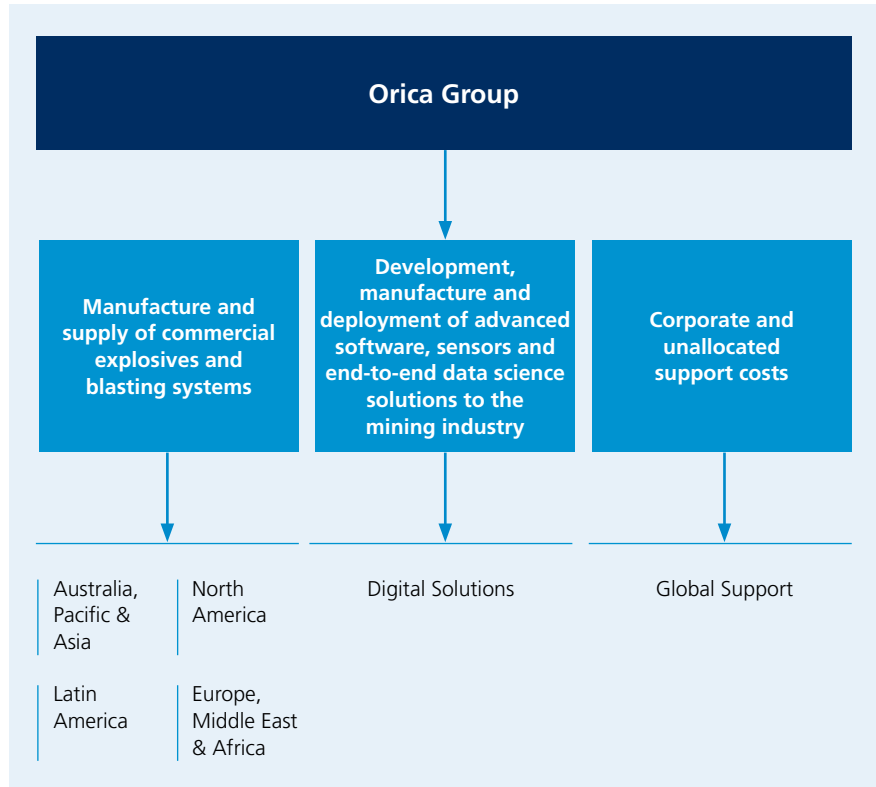 Orica Group
Manufacture and
supply of commercial
explosives and
blasting systems
Development,
manufacture and
deployment of advanced
software, sensors and
end-to-end data science
solutions to the
mining industry
Corporate and
unallocated
support costs
Australia,
Pacific &
Asia
North
America
Latin
America
Europe,
Middle East
& Africa
Digital Solutions
Global Support